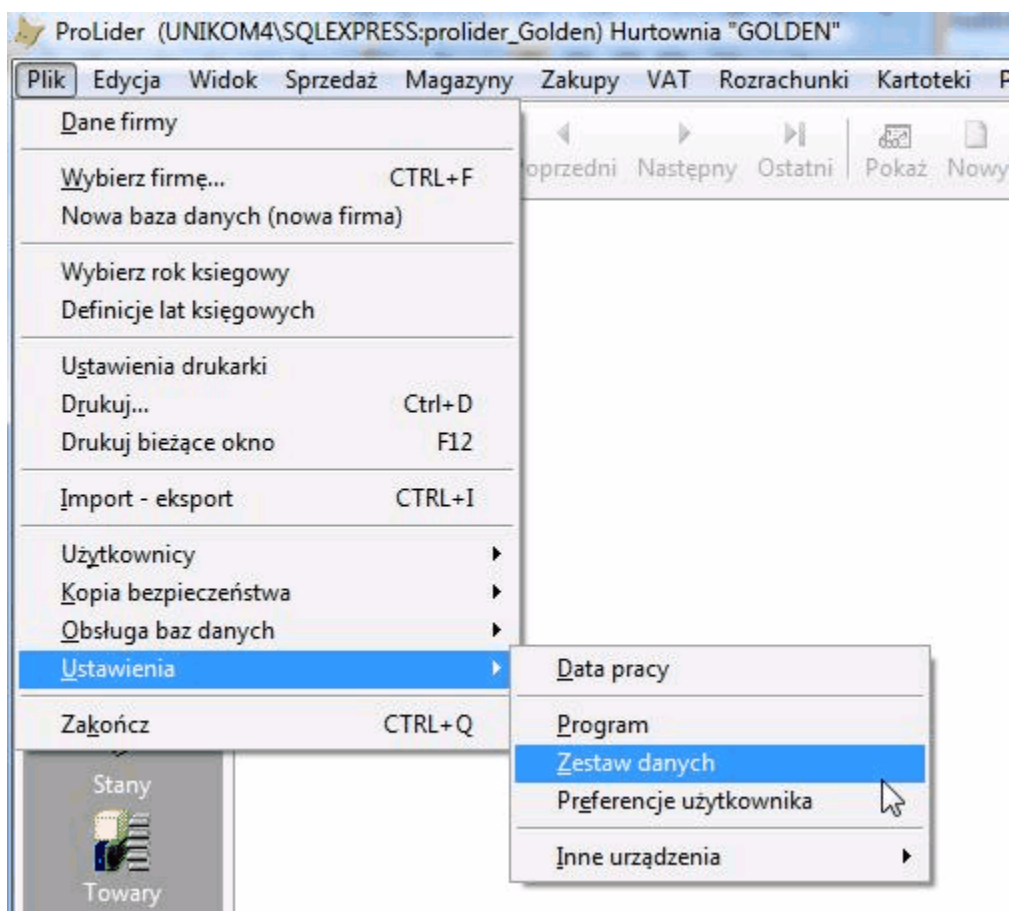 ProLider (UNIKOM4\SQLEXPRESS:prolider_Golden) Hurtownia "GOLDEN"
Plik Edycja Widok Sprzedaż Magazyny Zakupy VAT Rozrachunki Kartoteki P
oprzedni Następny Ostatni Pokaż Nowy
Dane firmy
Wybierz firmę... CTRL+F
Nowa baza danych (nowa firma)
Wybierz rok ksiegowy
Definicje lat księgowych
Ustawienia drukarki
Drukuj... Ctrl+D
Drukuj bieżące okno F12
Import - eksport CTRL+I
Użytkownicy
Kopia bezpieczeństwa
Obsługa baz danych
Ustawienia
Zakończ CTRL+Q
Data pracy
Program
Zestaw danych
Preferencje użytkownika
Inne urządzenia
Stany
Towary